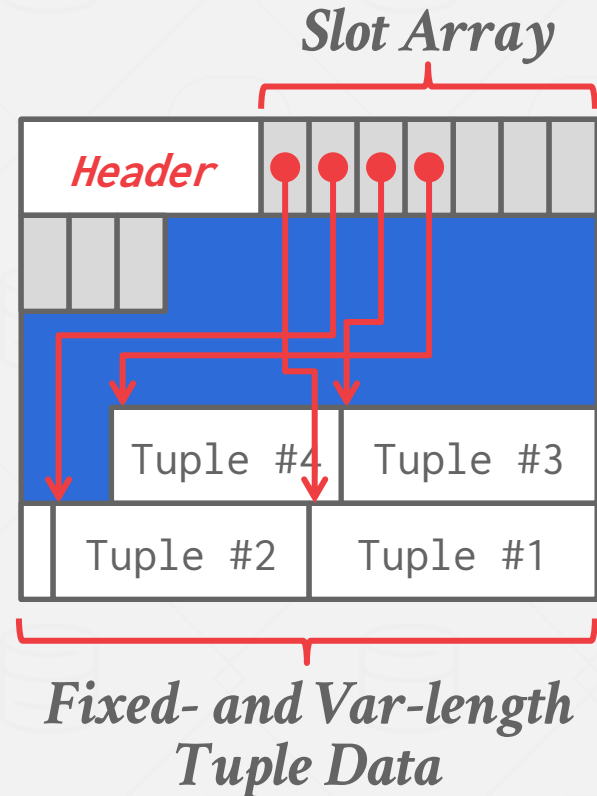 Slot Array
Header
Tuple #4
Tuple #3
Tuple #2
Tuple #1
Fixed- and Var-length
Tuple Data